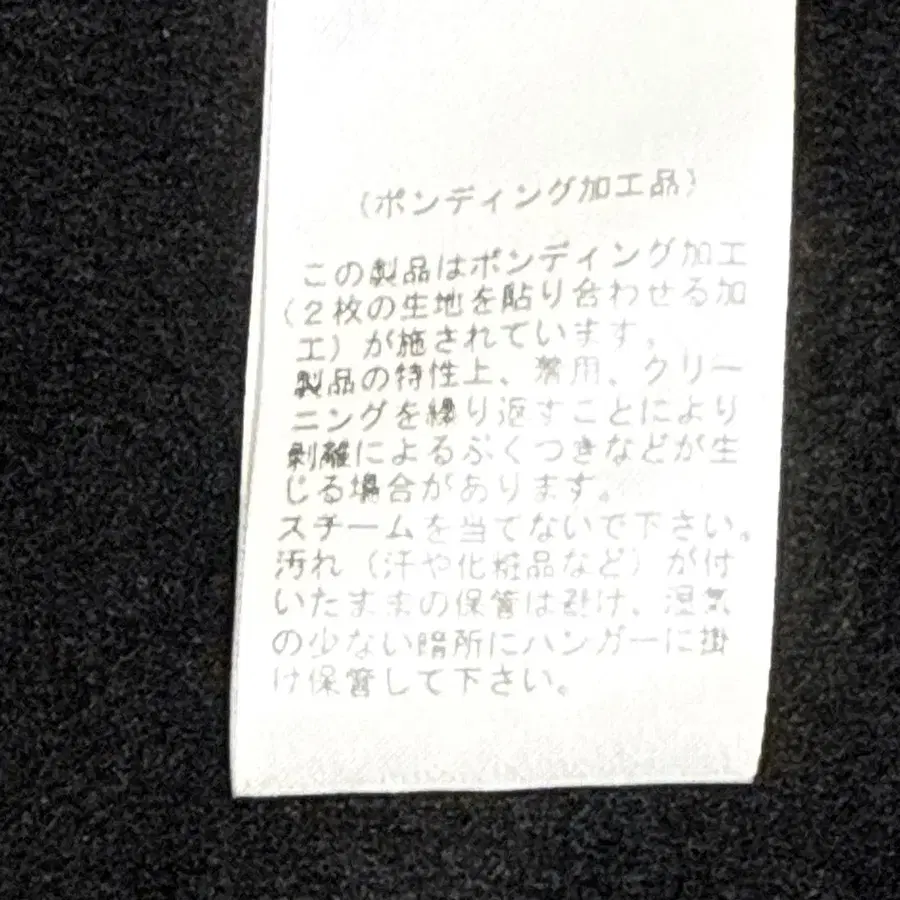 (ボンディング加工品)
この製品はボンディング加工
(2枚の生地を貼り合わせる加
工)が施されています。
製品の特性上、着用、クリー
ニングを繰り返すことにより
剥離によるぶくつきなどが生
じる場合があります。
スチームを当てないで下さい。
汚れ(汗や化粧品など)が付
いたままの保管は避け、湿気
の少ない暗所にハンガーに掛
け保管して下さい。